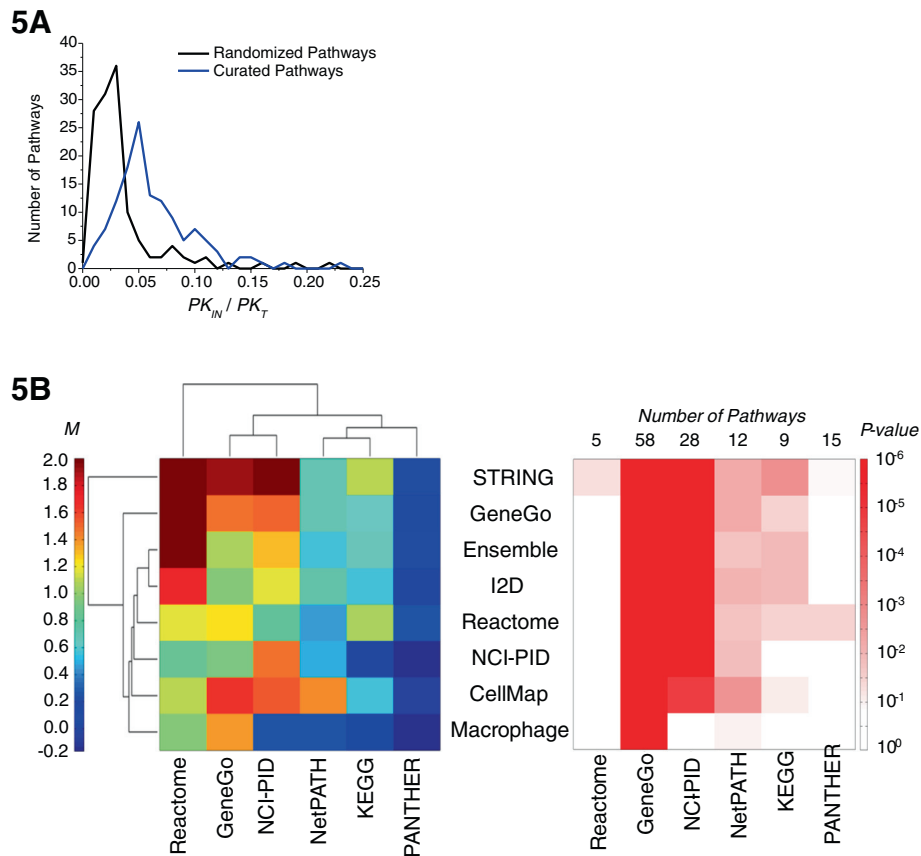 5A
40
35
30
25
20
15
10
5
0
Number of Pathways
Randomized Pathways
Curated Pathways
0.00 0.05 0.10 0.15 0.20 0.25
PK_IN / PK_T
5B
M
2.0
1.8
1.6
1.4
1.2
1.0
0.8
0.6
0.4
0.2
0.0
-0.2
Reactome
GeneGo
NCI-PID
NetPATH
KEGG
PANTHER
STRING
GeneGo
Ensemble
I2D
Reactome
NCI-PID
CellMap
Macrophage
Number of Pathways
5 58 28 12 9 15
P-value
10⁻⁶
10⁻⁵
10⁻⁴
10⁻³
10⁻²
10⁻¹
10⁰
Reactome
GeneGo
NCI-PID
NetPATH
KEGG
PANTHER